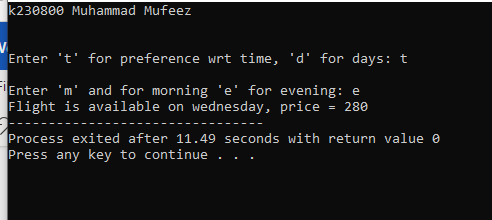 k230800 Muhammad Mufeez
Enter 't' for preference wrt time, 'd' for days: t
Enter 'm' and for morning 'e' for evening: e
Flight is available on wednesday, price = 280
--------------------------------
Process exited after 11.49 seconds with return value 0
Press any key to continue . . .